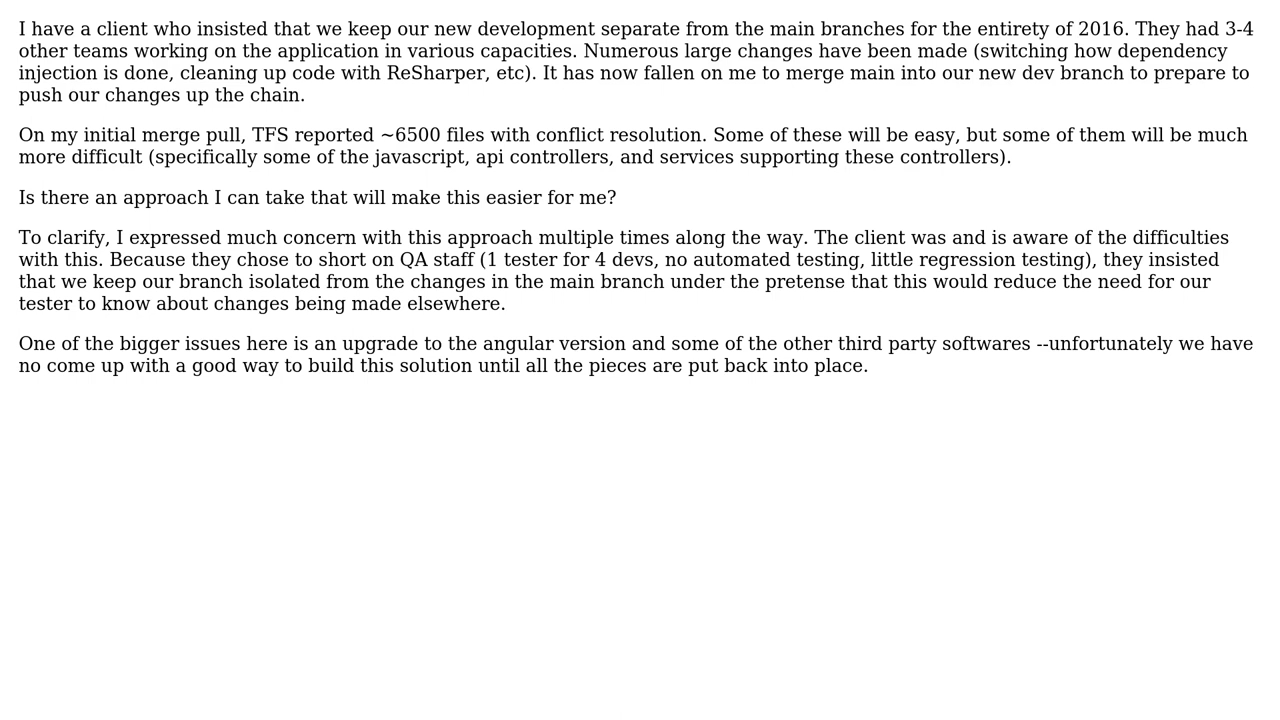 I have a client who insisted that we keep our new development separate from the main branches for the entirety of 2016. They had 3-4
other teams working on the application in various capacities. Numerous large changes have been made (switching how dependency
injection is done, cleaning up code with ReSharper, etc). It has now fallen on me to merge main into our new dev branch to prepare to
push our changes up the chain.
On my initial merge pull, TFS reported ~6500 files with conflict resolution. Some of these will be easy, but some of them will be much
more difficult (specifically some of the javascript, api controllers, and services supporting these controllers).
Is there an approach I can take that will make this easier for me?
To clarify, I expressed much concern with this approach multiple times along the way. The client was and is aware of the difficulties
with this. Because they chose to short on QA staff (1 tester for 4 devs, no automated testing, little regression testing), they insisted
that we keep our branch isolated from the changes in the main branch under the pretense that this would reduce the need for our
tester to know about changes being made elsewhere.
One of the bigger issues here is an upgrade to the angular version and some of the other third party softwares --unfortunately we have
no come up with a good way to build this solution until all the pieces are put back into place.